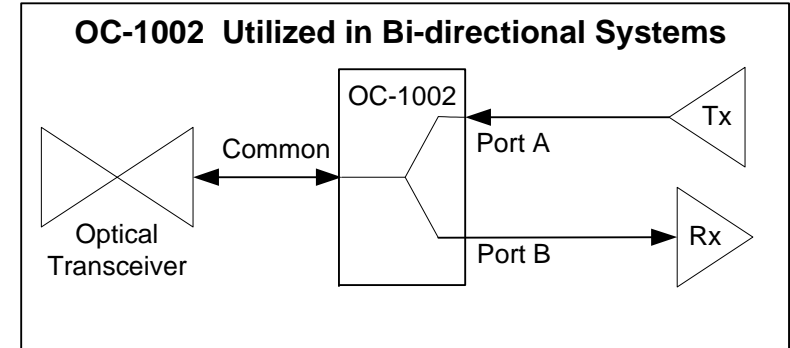 OC-1002 Utilized in Bi-directional Systems
OC-1002
Tx
Port A
Common
Optical
Transceiver
Port B
Rx